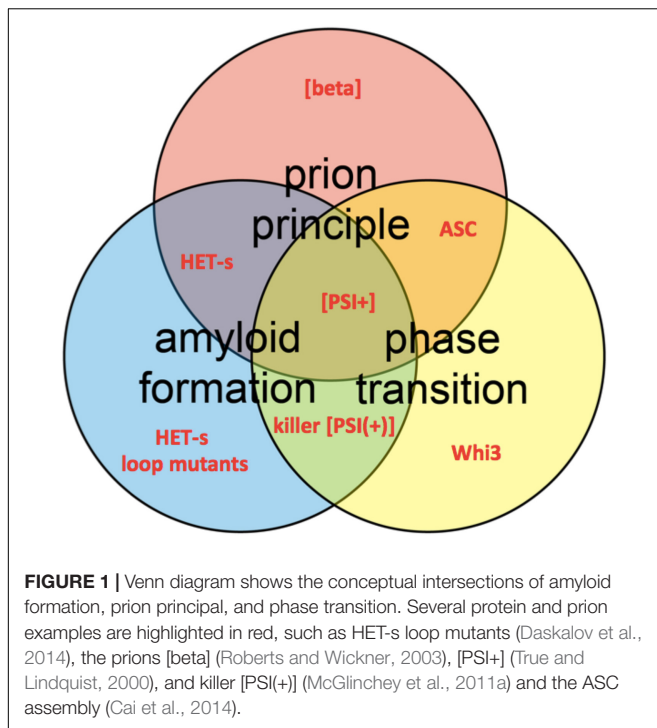 [beta]
prion
principle
ASC
HET-s
[PSI+]
amyloid
formation
phase
transition
killer [PSI(+)]
HET-s
loop mutants
Whi3
FIGURE 1 | Venn diagram shows the conceptual intersections of amyloid
formation, prion principal, and phase transition. Several protein and prion
examples are highlighted in red, such as HET-s loop mutants (Daskalov et al.,
2014), the prions [beta] (Roberts and Wickner, 2003), [PSI+] (True and
Lindquist, 2000), and killer [PSI(+)] (McGlinchey et al., 2011a) and the ASC
assembly (Cai et al., 2014).